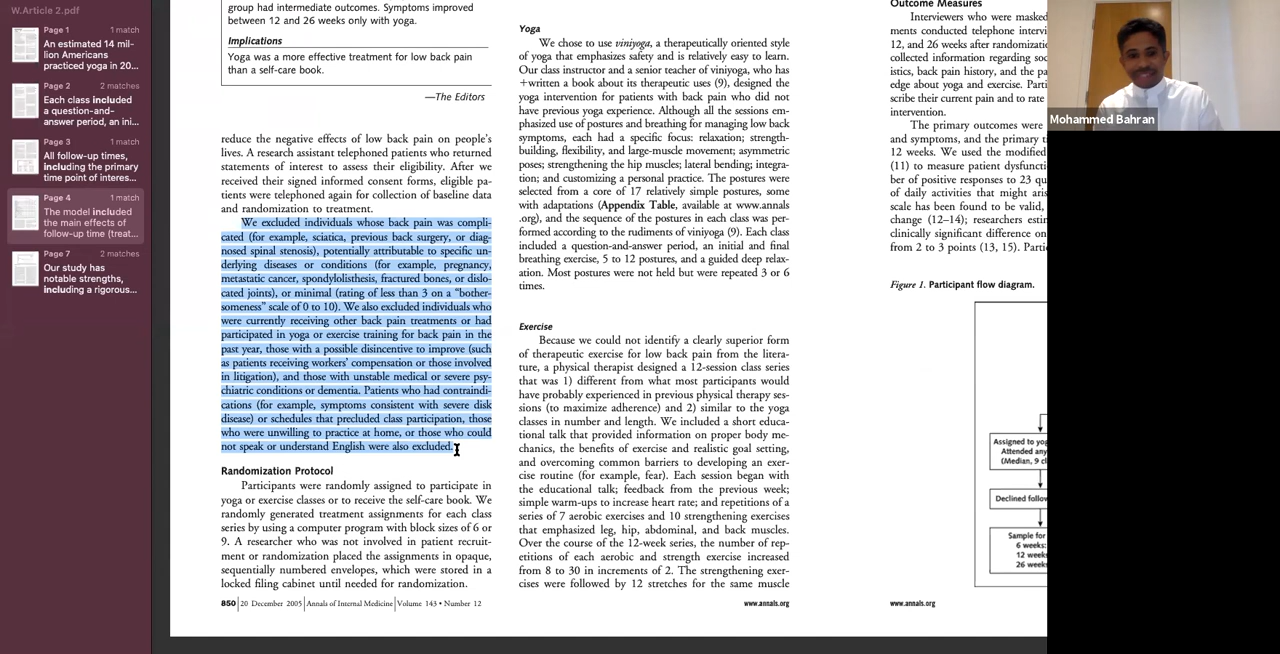 W.Article 2.pdf
Page 1
1 match
An estimated 14 mil-
lion Americans
practiced yoga in 20...
Page 2
2 matches
Each class included
a question-and-
answer period, an ini...
Page 3
2 matches
All follow-up times,
including the primary
time point of interes...
Page 4
1 match
The model included
the main effects of
follow-up time (treat...
Page 7
2 matches
Our study has
notable strengths,
including a rigorous...
group had intermediate outcomes. Symptoms improved
between 12 and 26 weeks only with yoga.
Implications
Yoga was a more effective treatment for low back pain
than a self-care book.
—The Editors
reduce the negative effects of low back pain on people's
lives. A research assistant telephoned patients who returned
statements of interest to assess their eligibility. After we
received their signed informed consent forms, eligible pa-
tients were telephoned again for collection of baseline data
and randomization to treatment.
We excluded individuals whose back pain was compli-
cated (for example, sciatica, previous back surgery, or diag-
nosed spinal stenosis), potentially attributable to specific un-
derlying diseases or conditions (for example, pregnancy,
metastatic cancer, spondylolisthesis, fractured bones, or dislo-
cated joints), or minimal (rating of less than 3 on a "bother-
someness" scale of 0 to 10). We also excluded individuals who
were currently receiving other back pain treatments or had
participated in yoga or exercise training for back pain in the
past year, those with a possible disincentive to improve (such
as patients receiving workers' compensation or those involved
in litigation), and those with unstable medical or severe psy-
chiatric conditions or dementia. Patients who had contraindi-
cations (for example, symptoms consistent with severe disk
disease) or schedules that precluded class participation, those
who were unwilling to practice at home, or those who could
not speak or understand English were also excluded.
Randomization Protocol
Participants were randomly assigned to participate in
yoga or exercise classes or to receive the self-care book. We
randomly generated treatment assignments for each class
series by using a computer program with block sizes of 6 or
9. A researcher who was not involved in patient recruit-
ment or randomization placed the assignments in opaque,
sequentially numbered envelopes, which were stored in a
locked filing cabinet until needed for randomization.
850 20 December 2005 Annals of Internal Medicine Volume 143 • Number 12
Yoga
We chose to use viniyoga, a therapeutically oriented style
of yoga that emphasizes safety and is relatively easy to learn.
Our class instructor and a senior teacher of viniyoga, who has
+written a book about its therapeutic uses (9), designed the
yoga intervention for patients with back pain who did not
have previous yoga experience. Although all the sessions em-
phasized use of postures and breathing for managing low back
symptoms, each had a specific focus: relaxation; strength-
building, flexibility, and large-muscle movement; asymmetric
poses; strengthening the hip muscles; lateral bending; integra-
tion; and customizing a personal practice. The postures were
selected from a core of 17 relatively simple postures, some
with adaptations (Appendix Table, available at www.annals
.org), and the sequence of the postures in each class was per-
formed according to the rudiments of viniyoga (9). Each class
included a question-and-answer period, an initial and final
breathing exercise, 5 to 12 postures, and a guided deep relax-
ation. Most postures were not held but were repeated 3 or 6
times.
Exercise
Because we could not identify a clearly superior form
of therapeutic exercise for low back pain from the litera-
ture, a physical therapist designed a 12-session class series
that was 1) different from what most participants would
have probably experienced in previous physical therapy ses-
sions (to maximize adherence) and 2) similar to the yoga
classes in number and length. We included a short educa-
tional talk that provided information on proper body me-
chanics, the benefits of exercise and realistic goal setting,
and overcoming common barriers to developing an exer-
cise routine (for example, fear). Each session began with
the educational talk; feedback from the previous week;
simple warm-ups to increase heart rate; and repetitions of a
series of 7 aerobic exercises and 10 strengthening exercises
that emphasized leg, hip, abdominal, and back muscles.
Over the course of the 12-week series, the number of rep-
etitions of each aerobic and strength exercise increased
from 8 to 30 in increments of 2. The strengthening exer-
cises were followed by 12 stretches for the same muscle
www.annals.org
Outcome Measures
Interviewers who were masked
ments conducted telephone intervi
12, and 26 weeks after randomizati
collected information regarding soc
istics, back pain history, and the pa
edge about yoga and exercise. Parti
scribe their current pain and to rate
intervention.
The primary outcomes were
and symptoms, and the primary ti
12 weeks. We used the modified
(11) to measure patient dysfunctio
ber of positive responses to 23 qu
of daily activities that might aris
scale has been found to be valid,
change (12–14); researchers estin
clinically significant difference on
from 2 to 3 points (13, 15). Parti
Figure 1. Participant flow diagram.
Assigned to yog
Attended any
(Median, 9 cl
Declined follow
Sample for
6 weeks:
12 weeks
26 weeks
www.annals.org
Mohammed Bahran